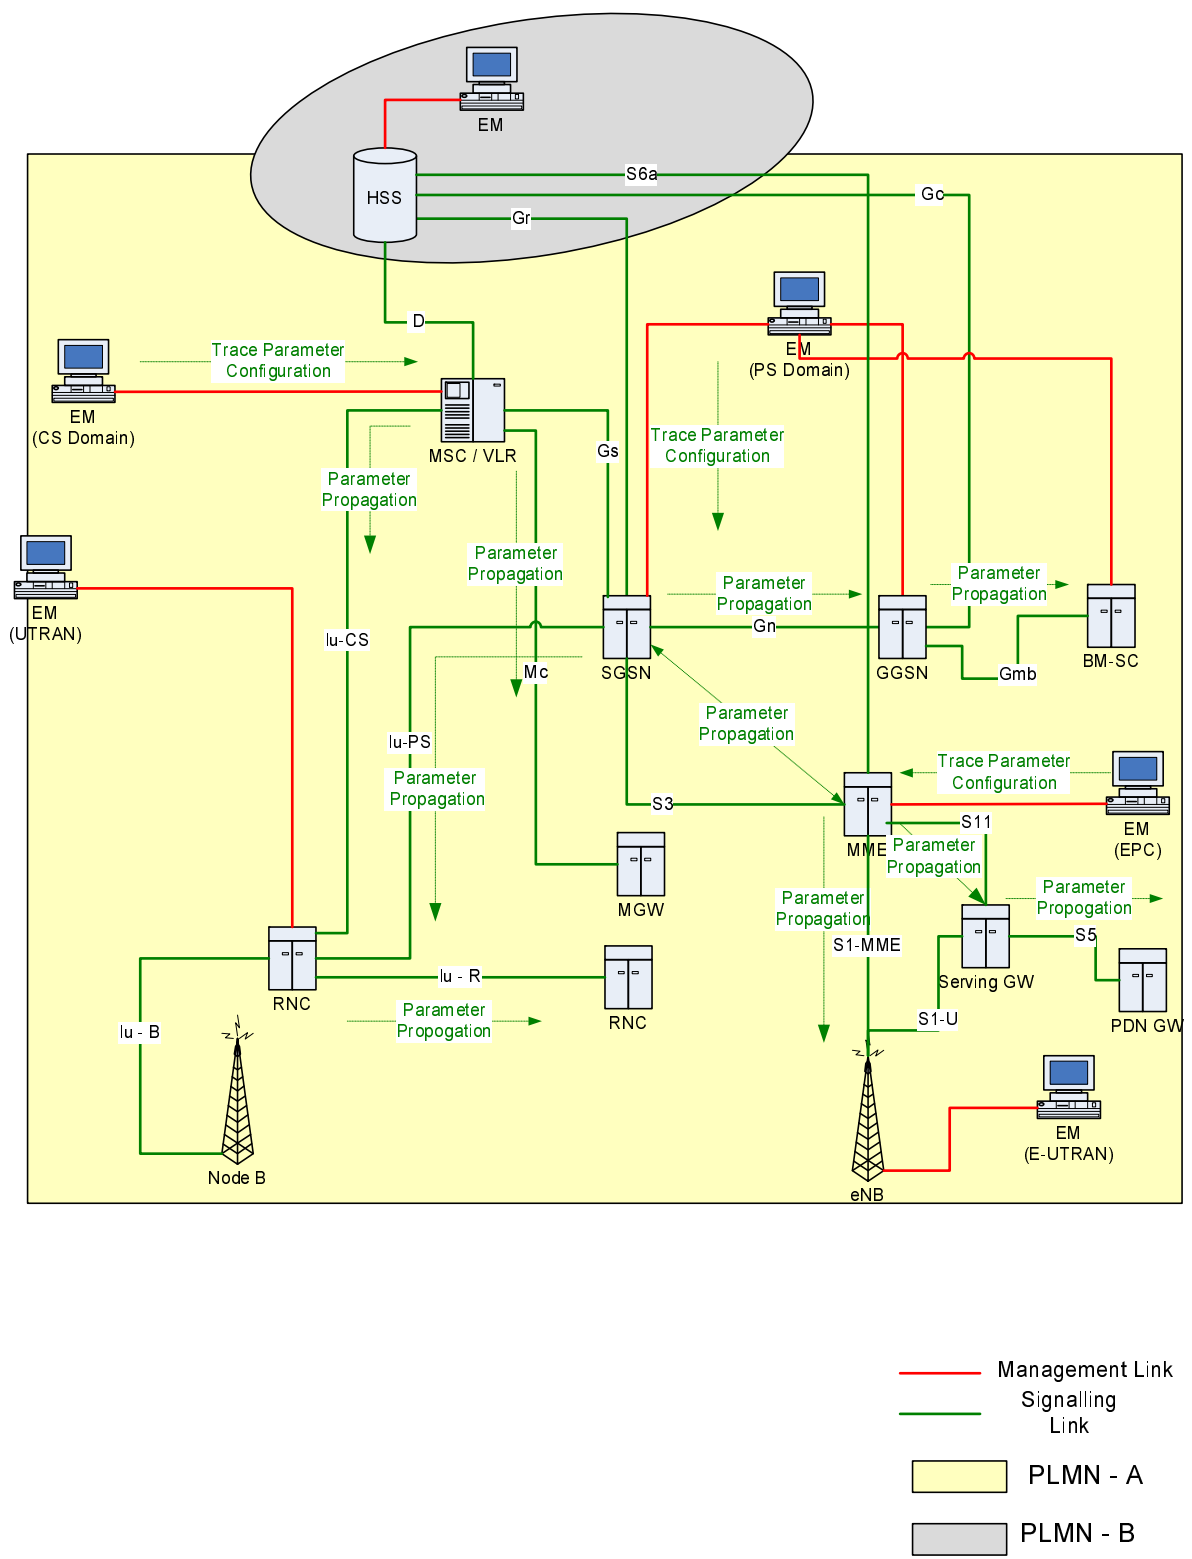 EM
HSS
S6a
Gc
Gr
D
EM
(PS Domain)
Trace Parameter
Configuration
EM
(CS Domain)
MSC / VLR
Gs
Trace Parameter
Configuration
Parameter
Propagation
Parameter
Propagation
EM
(UTRAN)
Iu-CS
Parameter
Propagation
Parameter
Propagation
Gn
SGSN
GGSN
BM-SC
Gmb
Mc
Parameter
Propagation
Iu-PS
Parameter
Propagation
Trace Parameter
Configuration
S3
S11
MME
EM
(EPC)
Parameter
Propagation
MGW
Parameter
Propagation
Parameter
Propogation
S1-MME
S5
Serving GW
Iu - R
RNC
RNC
Parameter
Propogation
Iu - B
S1-U
PDN GW
EM
(E-UTRAN)
Node B
eNB
Management Link
Signalling
Link
PLMN - A
PLMN - B